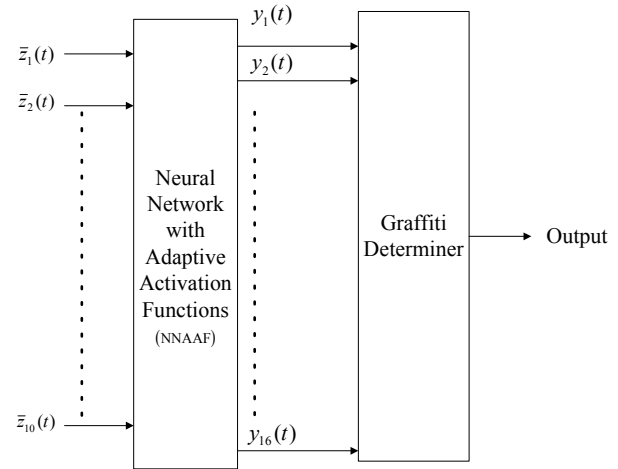 y₁(t)
z̄₁(t)
y₂(t)
z̄₂(t)
Neural
Network
with
Adaptive
Activation
Functions
(NNAAF)
Graffiti
Determiner
Output
z̄₁₀(t)
y₁₆(t)